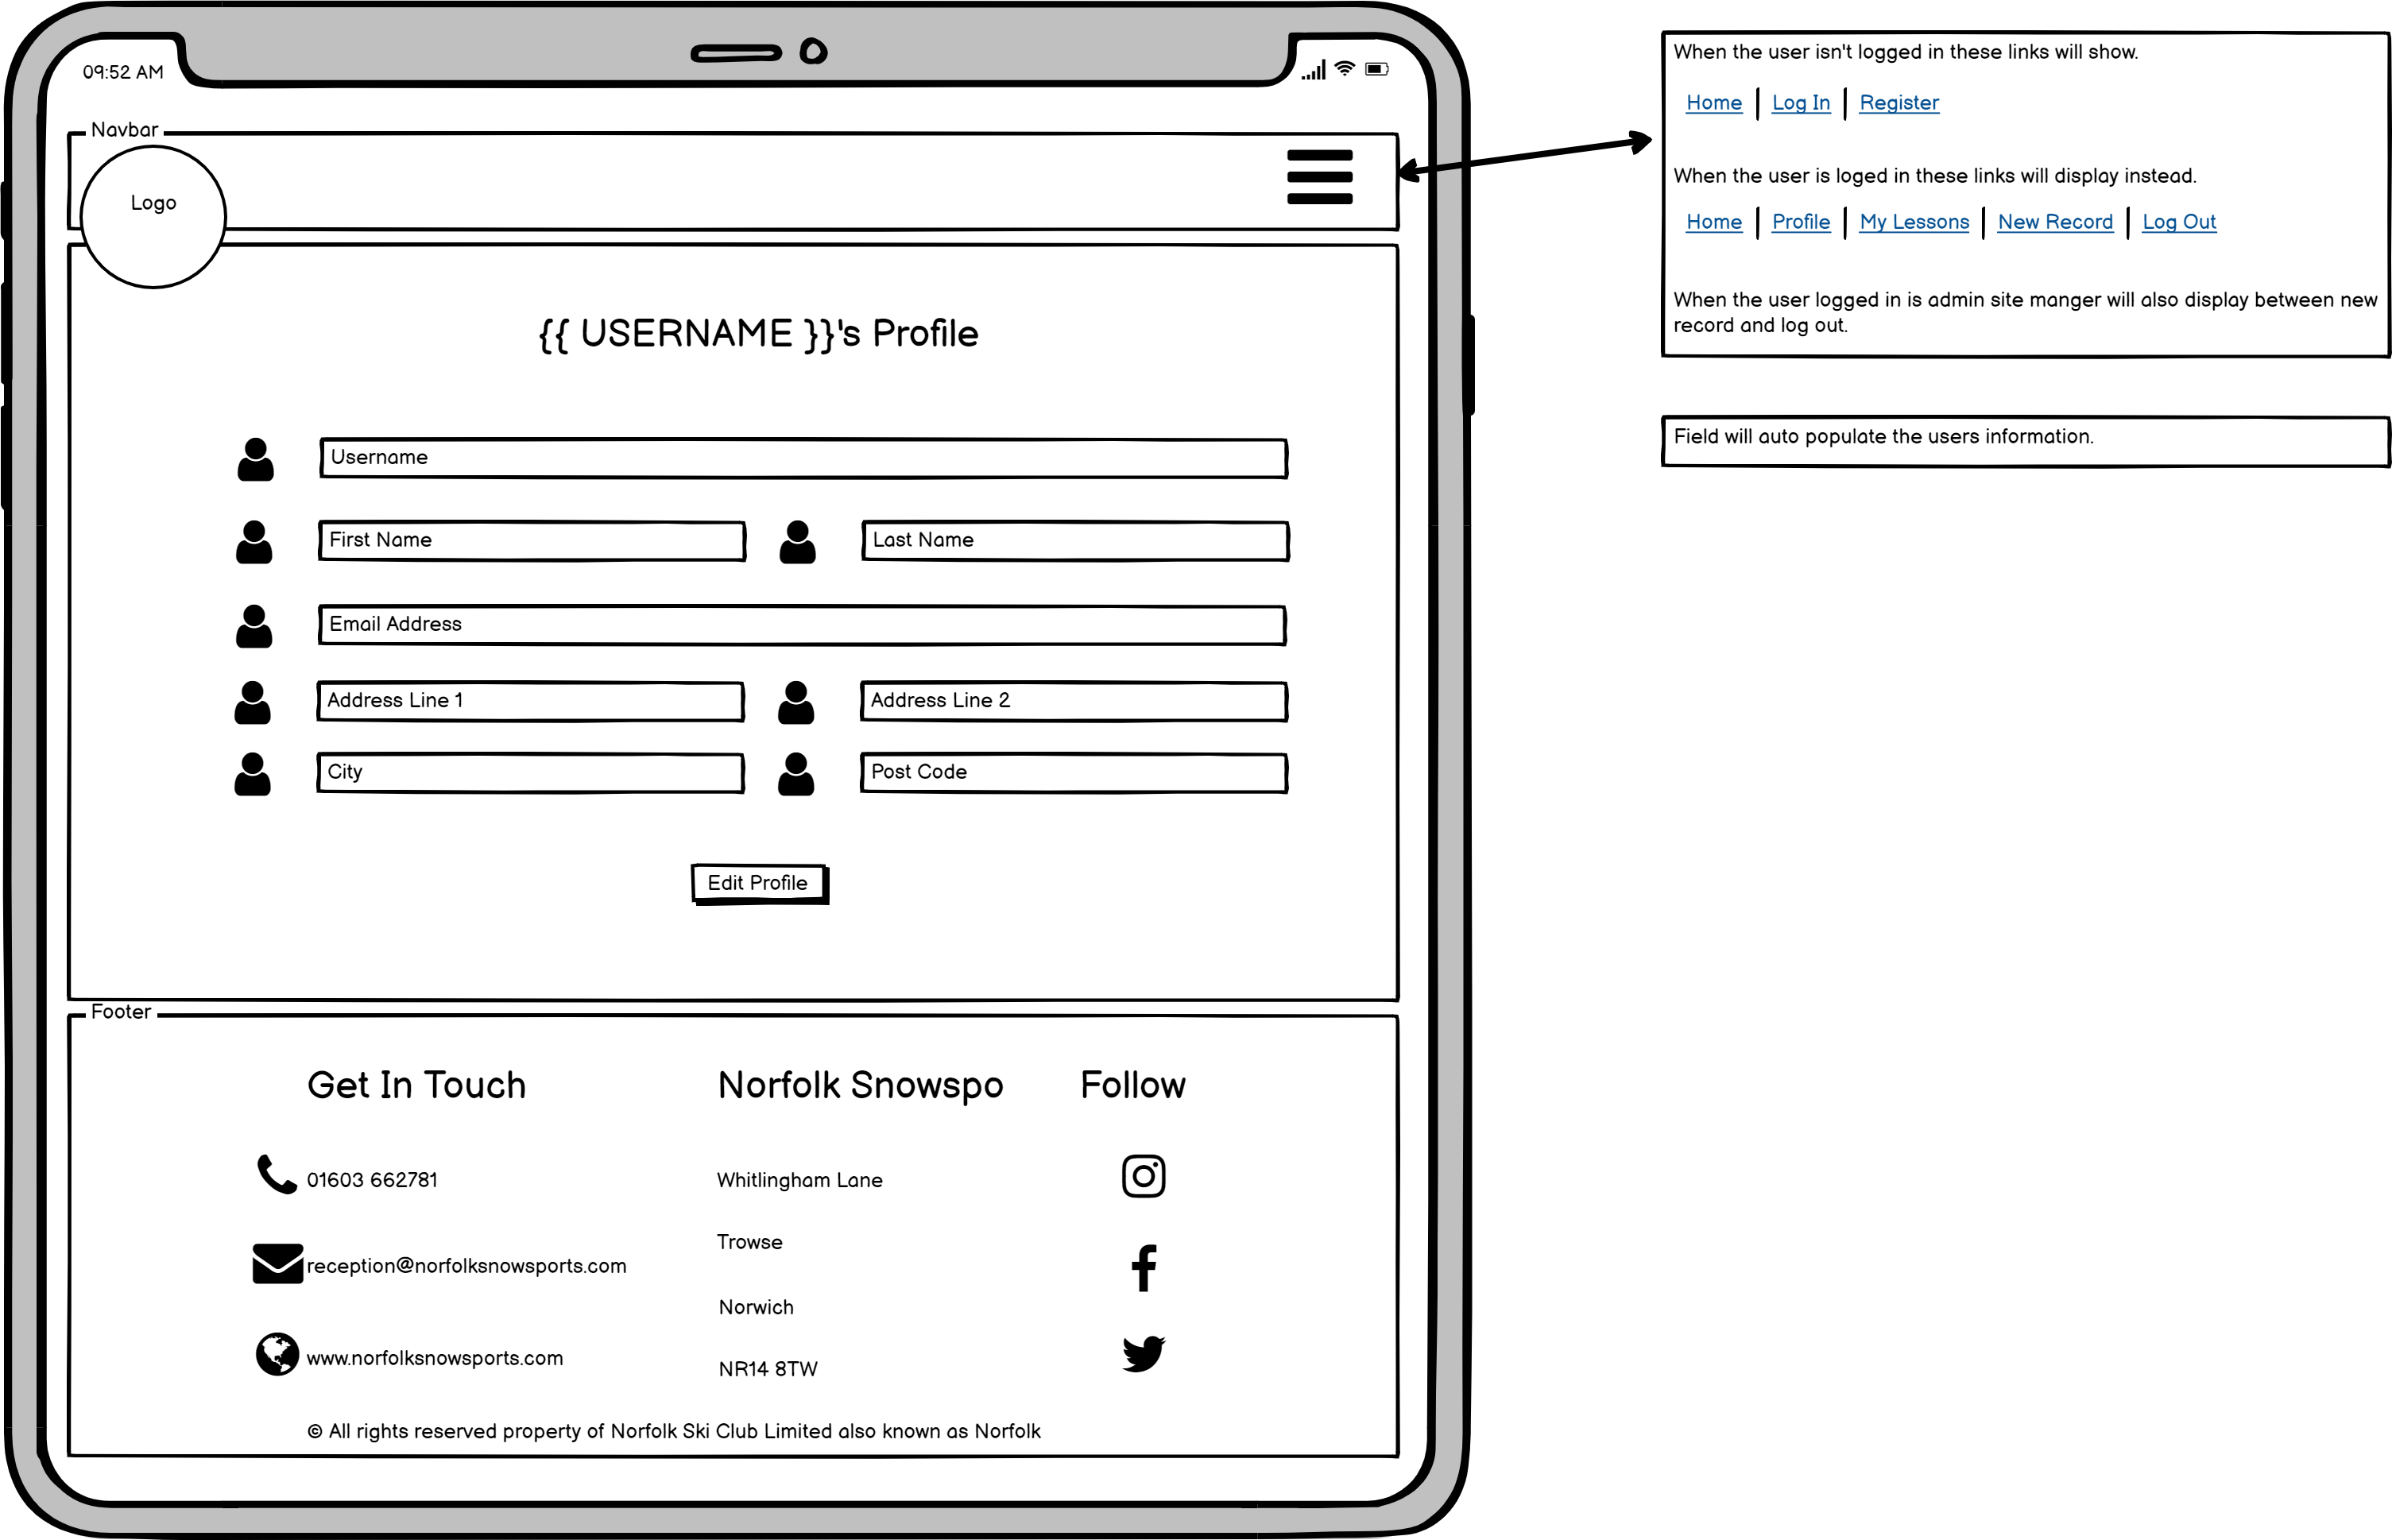 09:52 AM
Navbar
Logo
{{ USERNAME }}'s Profile
Username
First Name
Last Name
Email Address
Address Line 1
Address Line 2
City
Post Code
Edit Profile
Footer
Get In Touch
01603 662781
reception@norfolksnowsports.com
www.norfolksnowsports.com
Norfolk Snowspo
Whitlingham Lane
Trowse
Norwich
NR14 8TW
Follow
© All rights reserved property of Norfolk Ski Club Limited also known as Norfolk
When the user isn't logged in these links will show.
Home | Log In | Register
When the user is loged in these links will display instead.
Home | Profile | My Lessons | New Record | Log Out
When the user logged in is admin site manger will also display between new
record and log out.
Field will auto populate the users information.